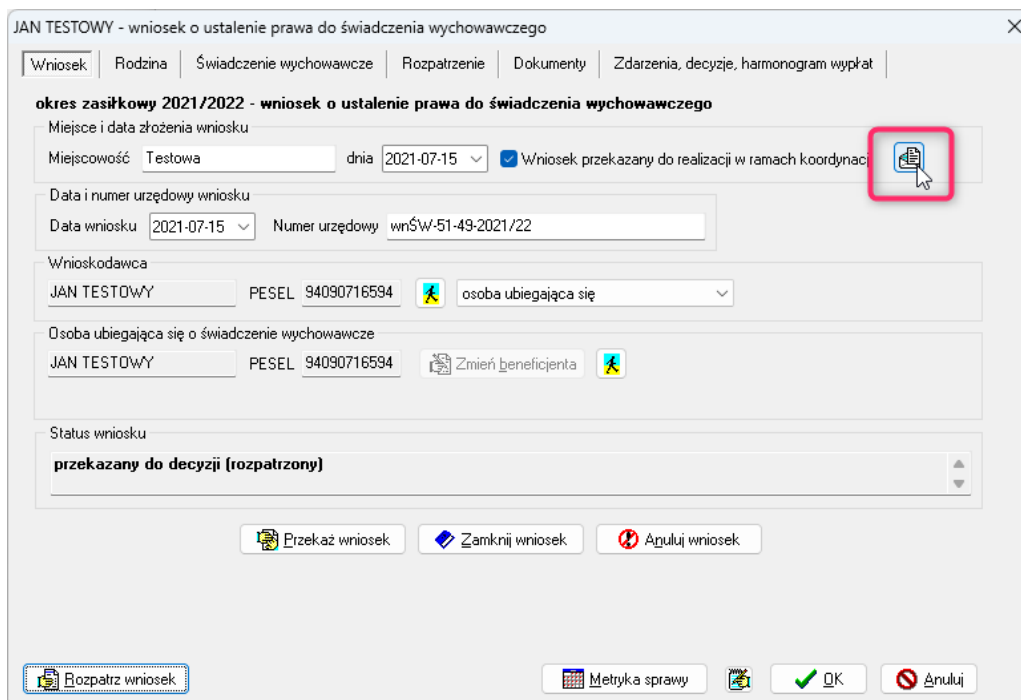 JAN TESTOWY - wniosek o ustalenie prawa do świadczenia wychowawczego
Wniosek Rodzina Świadczenie wychowawcze Rozpatrzenie Dokumenty Zdarzenia, decyzje, harmonogram wypłat
okres zasiłkowy 2021/2022 - wniosek o ustalenie prawa do świadczenia wychowawczego
Miejsce i data złożenia wniosku
Miejscowość Testowa dnia 2021-07-15 Wniosek przekazany do realizacji w ramach koordynacj
Data i numer urzędowy wniosku
Data wniosku 2021-07-15 Numer urzędowy wnŚW-51-49-2021/22
Wnioskodawca
JAN TESTOWY PESEL 94090716594 osoba ubiegająca się
Osoba ubiegająca się o świadczenie wychowawcze
JAN TESTOWY PESEL 94090716594 Zmień beneficjenta
Status wniosku
przekazany do decyzji (rozpatrzony)
Przekaż wniosek Zamknij wniosek Anuluj wniosek
Rozpatrz wniosek Metryka sprawy OK Anuluj